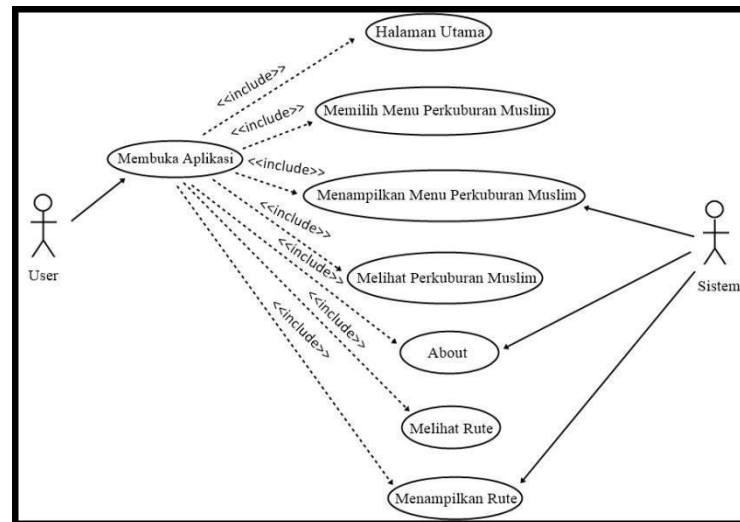 Halaman Utama
<<include>>
<<include>>
Memilih Menu Perkuburan Muslim
Membuka Aplikasi
<<include>>
Menampilkan Menu Perkuburan Muslim
<<include>>
User
<<include>>
Melihat Perkuburan Muslim
Sistem
<<include>>
<<include>>
About
Melihat Rute
Menampilkan Rute